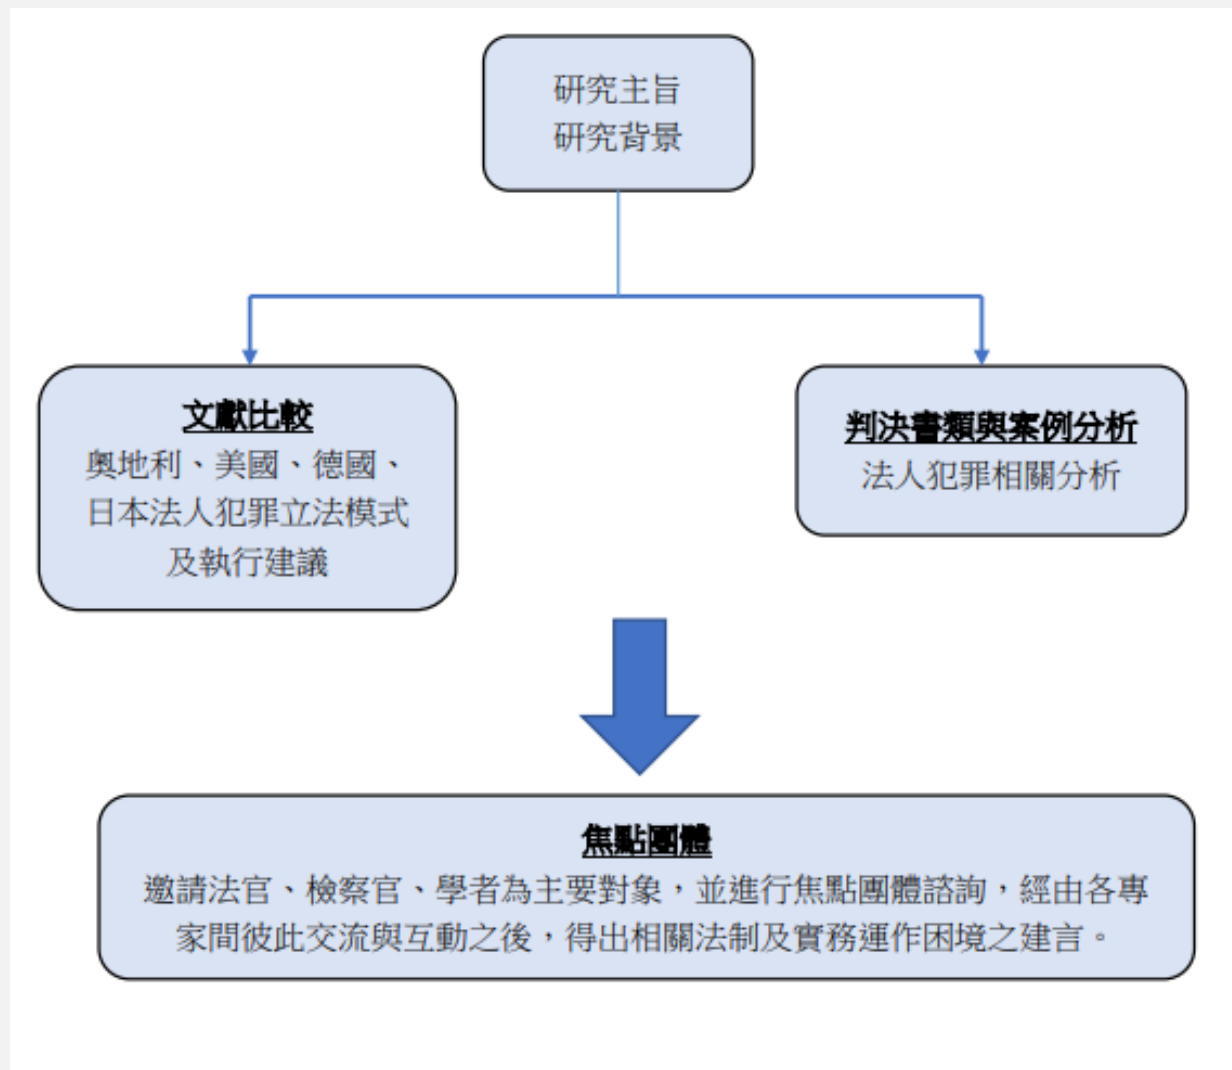 研究主旨
研究背景
文獻比較
奧地利、美國、德國、
日本法人犯罪立法模式
及執行建議
判決書類與案例分析
法人犯罪相關分析
焦點團體
邀請法官、檢察官、學者為主要對象，並進行焦點團體諮詢，經由各專
家間彼此交流與互動之後，得出相關法制及實務運作困境之建言。